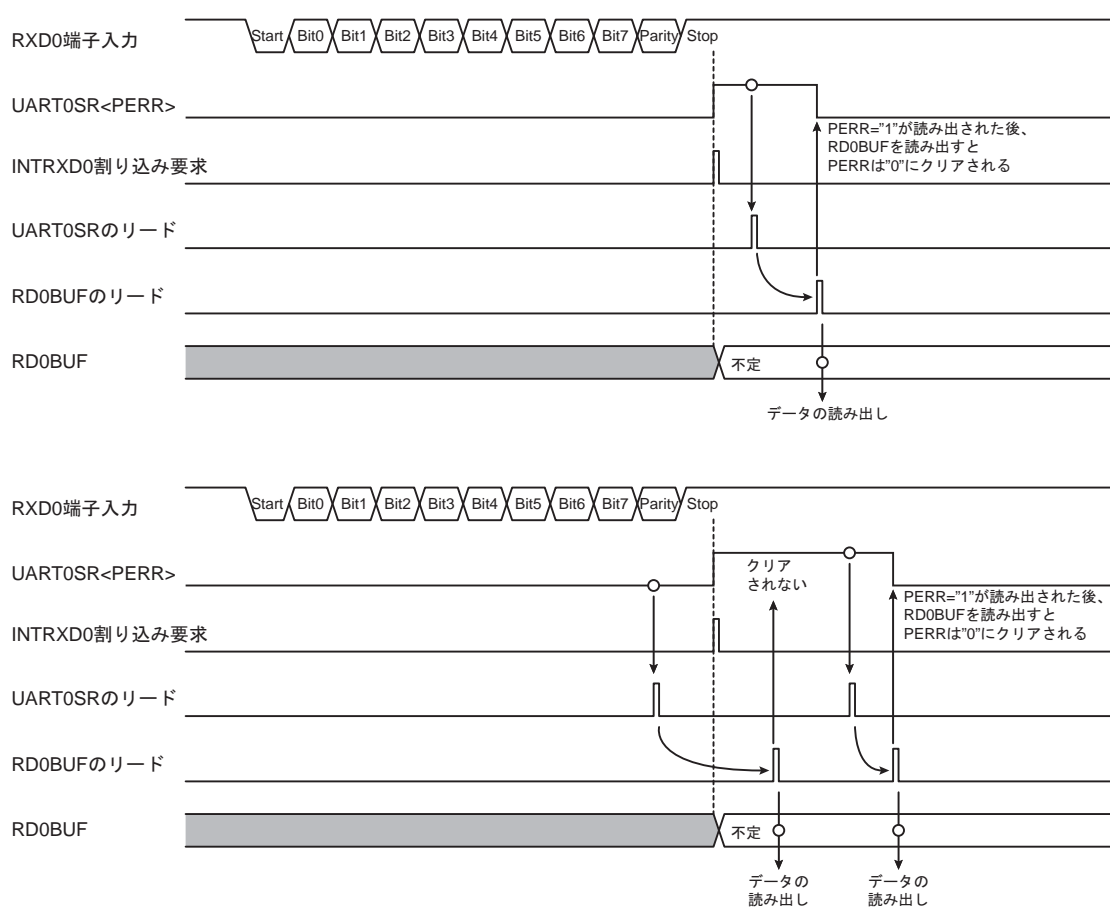 RXD0端子入力
Start Bit0 Bit1 Bit2 Bit3 Bit4 Bit5 Bit6 Bit7 Parity Stop
UART0SR<PERR>
PERR="1"が読み出された後、
RD0BUFを読み出すと
PERRは"0"にクリアされる
INTRXD0割り込み要求
UART0SRのリード
RD0BUFのリード
RD0BUF
不定
データの読み出し
RXD0端子入力
Start Bit0 Bit1 Bit2 Bit3 Bit4 Bit5 Bit6 Bit7 Parity Stop
UART0SR<PERR>
クリア
されない
PERR="1"が読み出された後、
RD0BUFを読み出すと
PERRは"0"にクリアされる
INTRXD0割り込み要求
UART0SRのリード
RD0BUFのリード
RD0BUF
不定
データの
読み出し
データの
読み出し